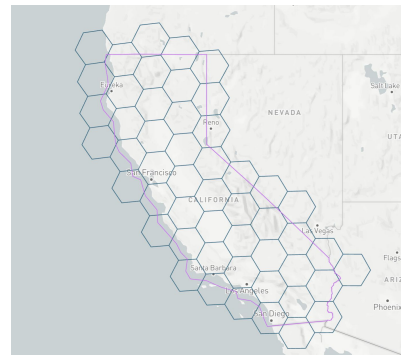 Eureka
Salt Lake
NEVADA
Reno
UTA
San Francisco
CALIFORNIA
Las Vegas
Flags
Santa Barbara
ARIZ
Los Angeles
Phoenix
San Diego